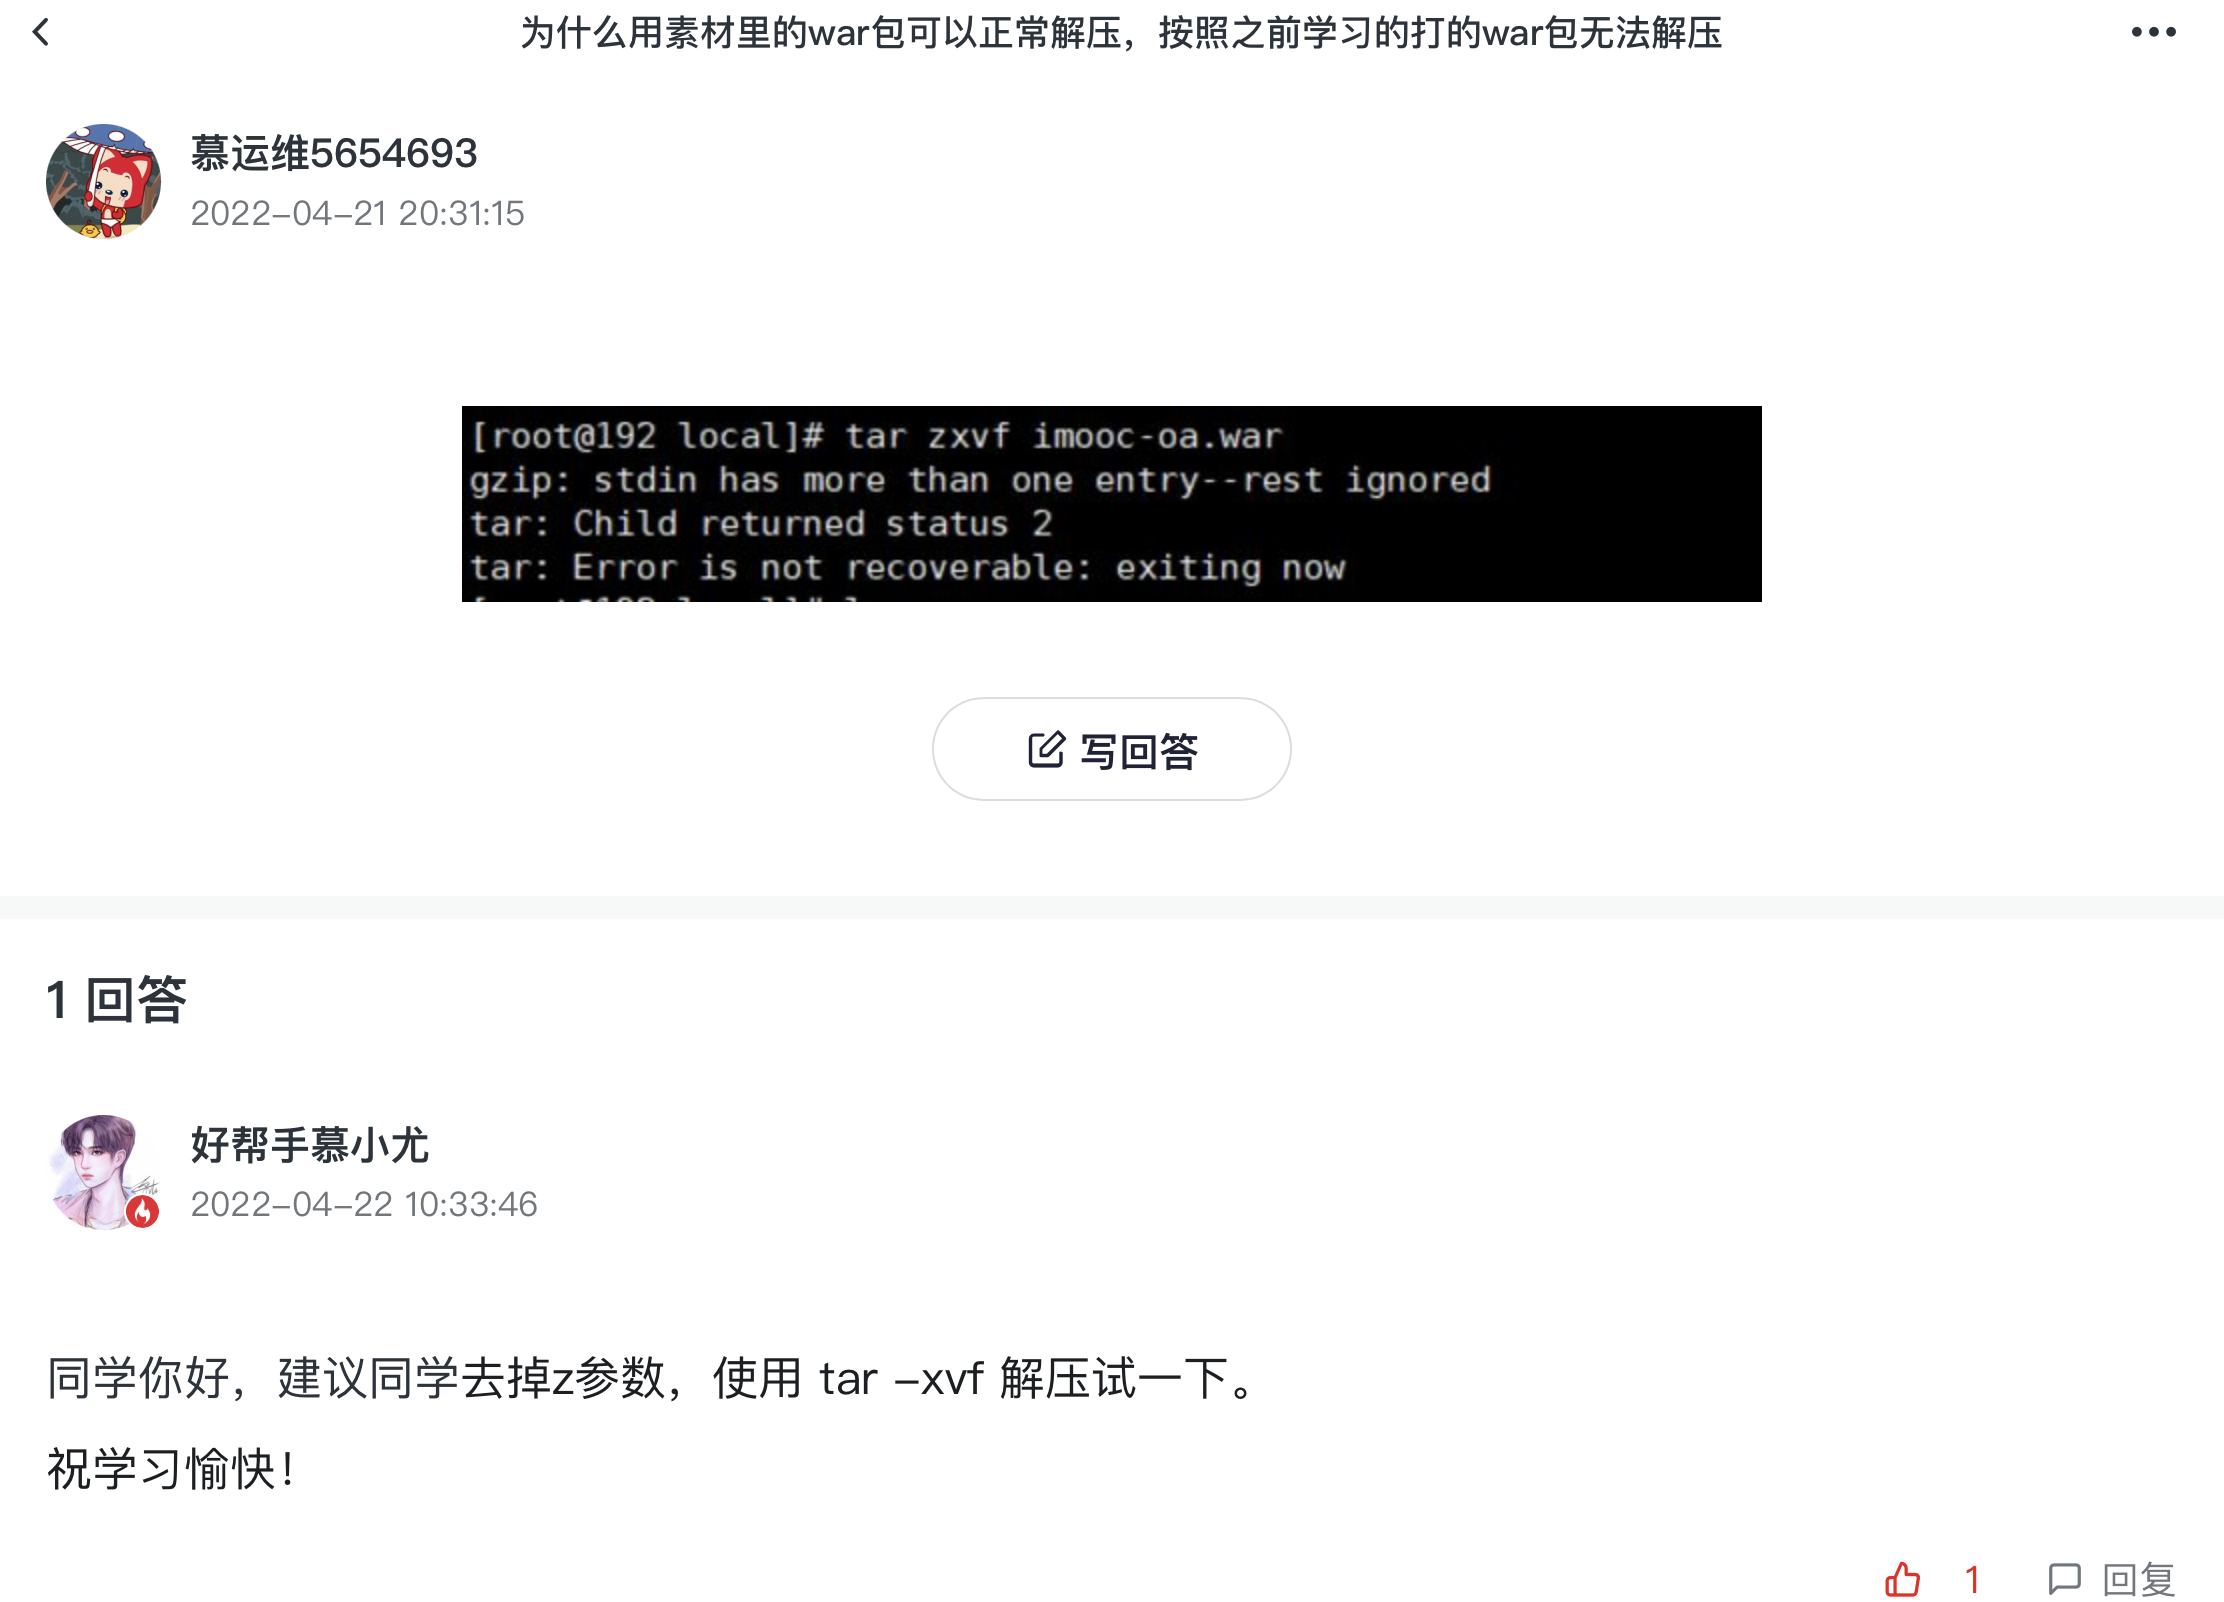 为什么用素材里的war包可以正常解压，按照之前学习的打的war包无法解压
慕运维5654693
2022-04-21 20:31:15
[root@192 local]# tar zxvf imooc-oa.war
gzip: stdin has more than one entry--rest ignored
tar: Child returned status 2
tar: Error is not recoverable: exiting now
写回答
1 回答
好帮手慕小尤
2022-04-22 10:33:46
同学你好，建议同学去掉z参数，使用 tar -xvf 解压试一下。
祝学习愉快！
1 回复